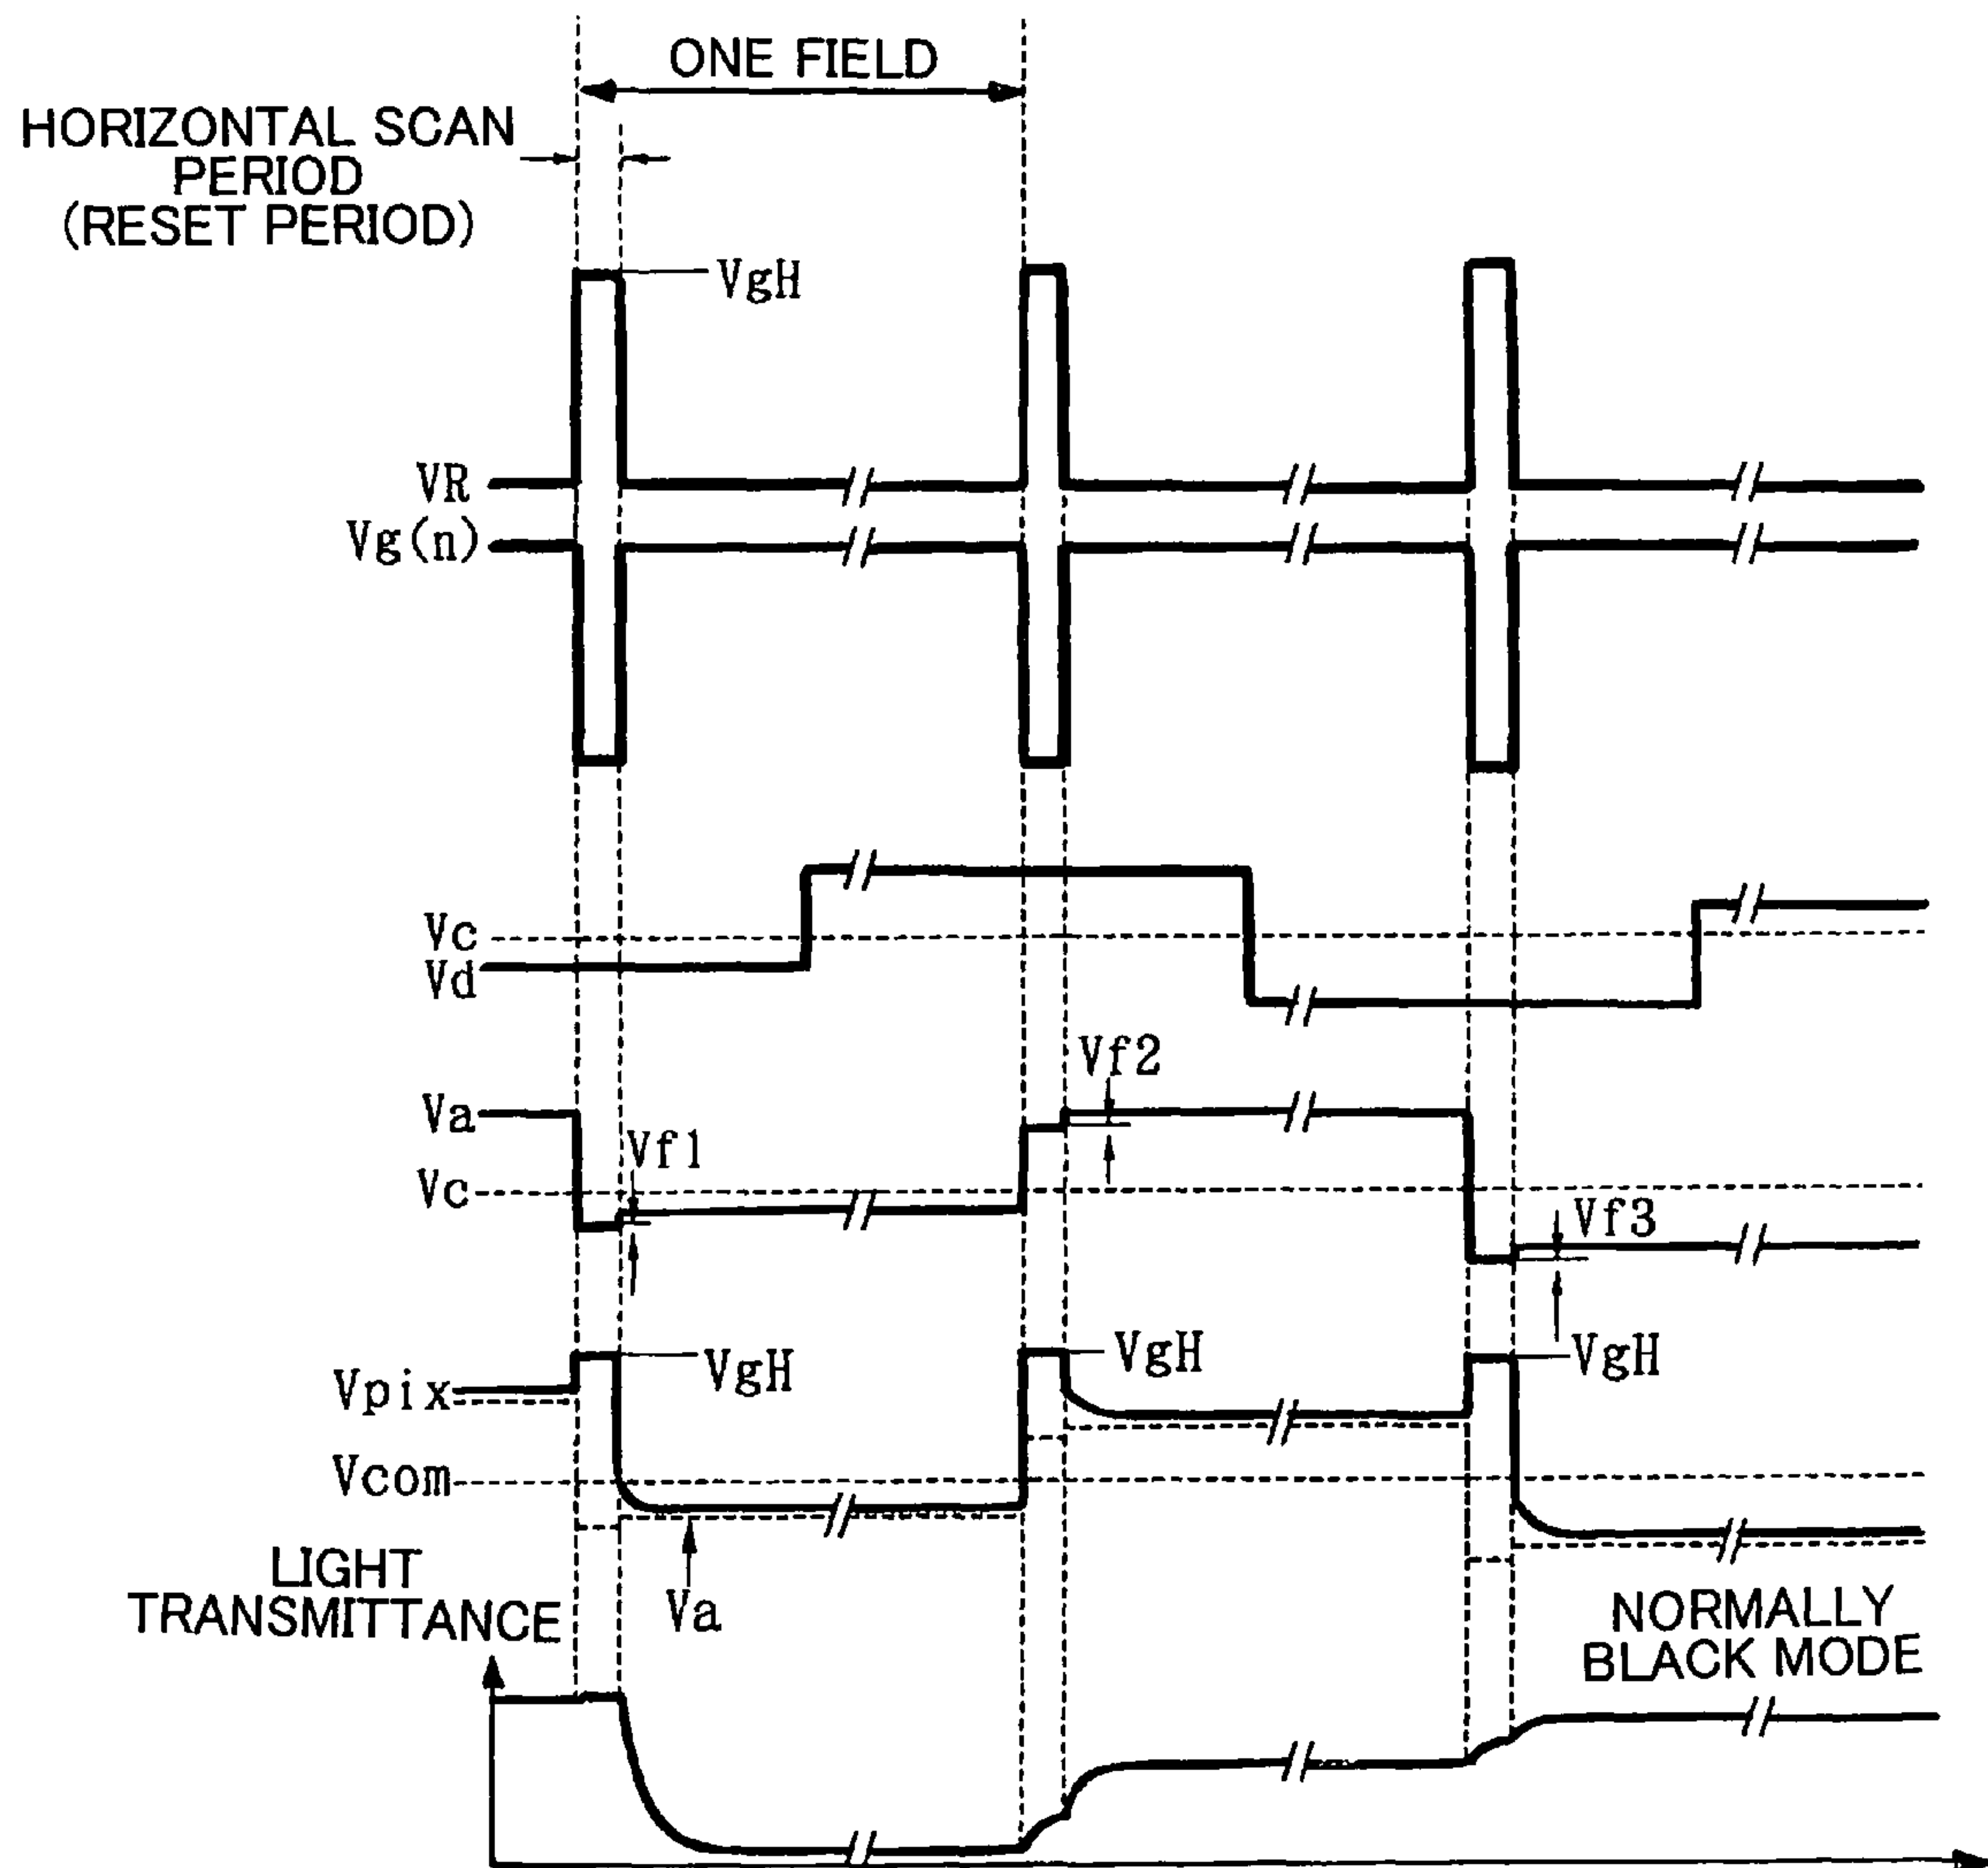 ONE FIELD
HORIZONTAL SCAN
PERIOD
(RESET PERIOD)
VgH
VR
Vg(n)
Vc
Vd
Vf2
Va
Vf1
Vc
Vf3
VgH
VgH
VgH
Vpix
Vcom
LIGHT
TRANSMITTANCE
Va
NORMALLY
BLACK MODE